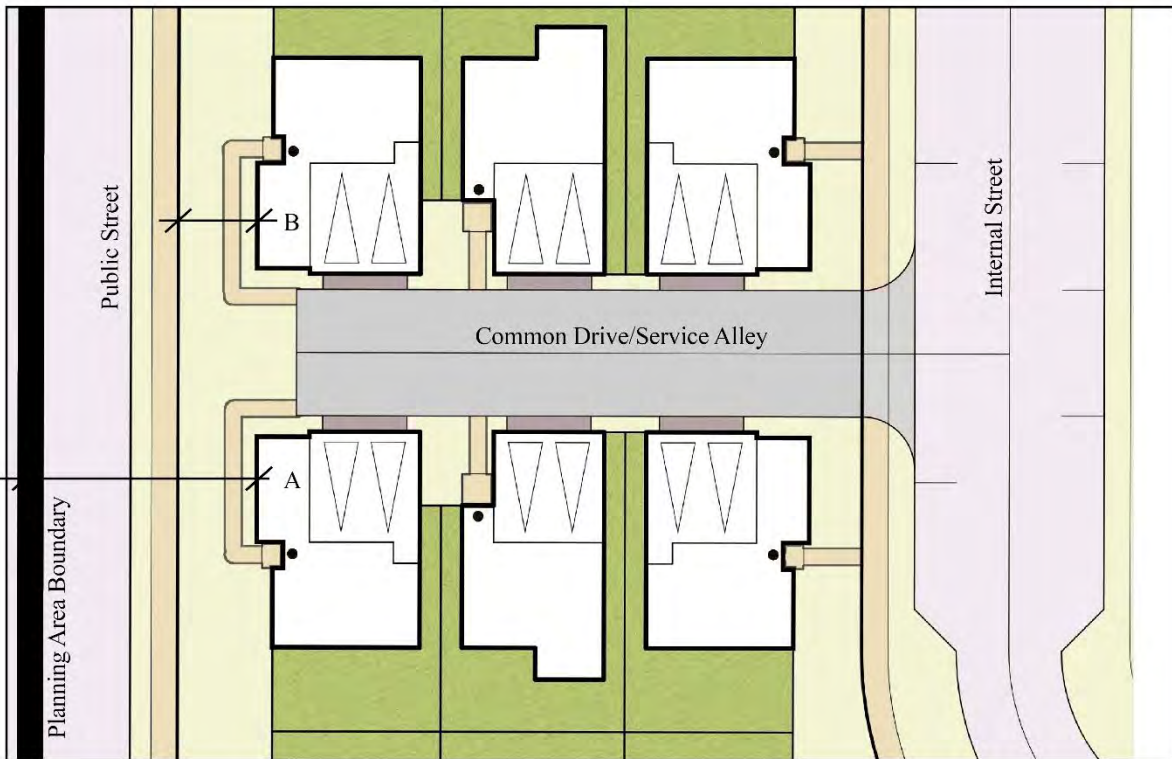 Public Street
B
Common Drive/Service Alley
Internal Street
A
Planning Area Boundary